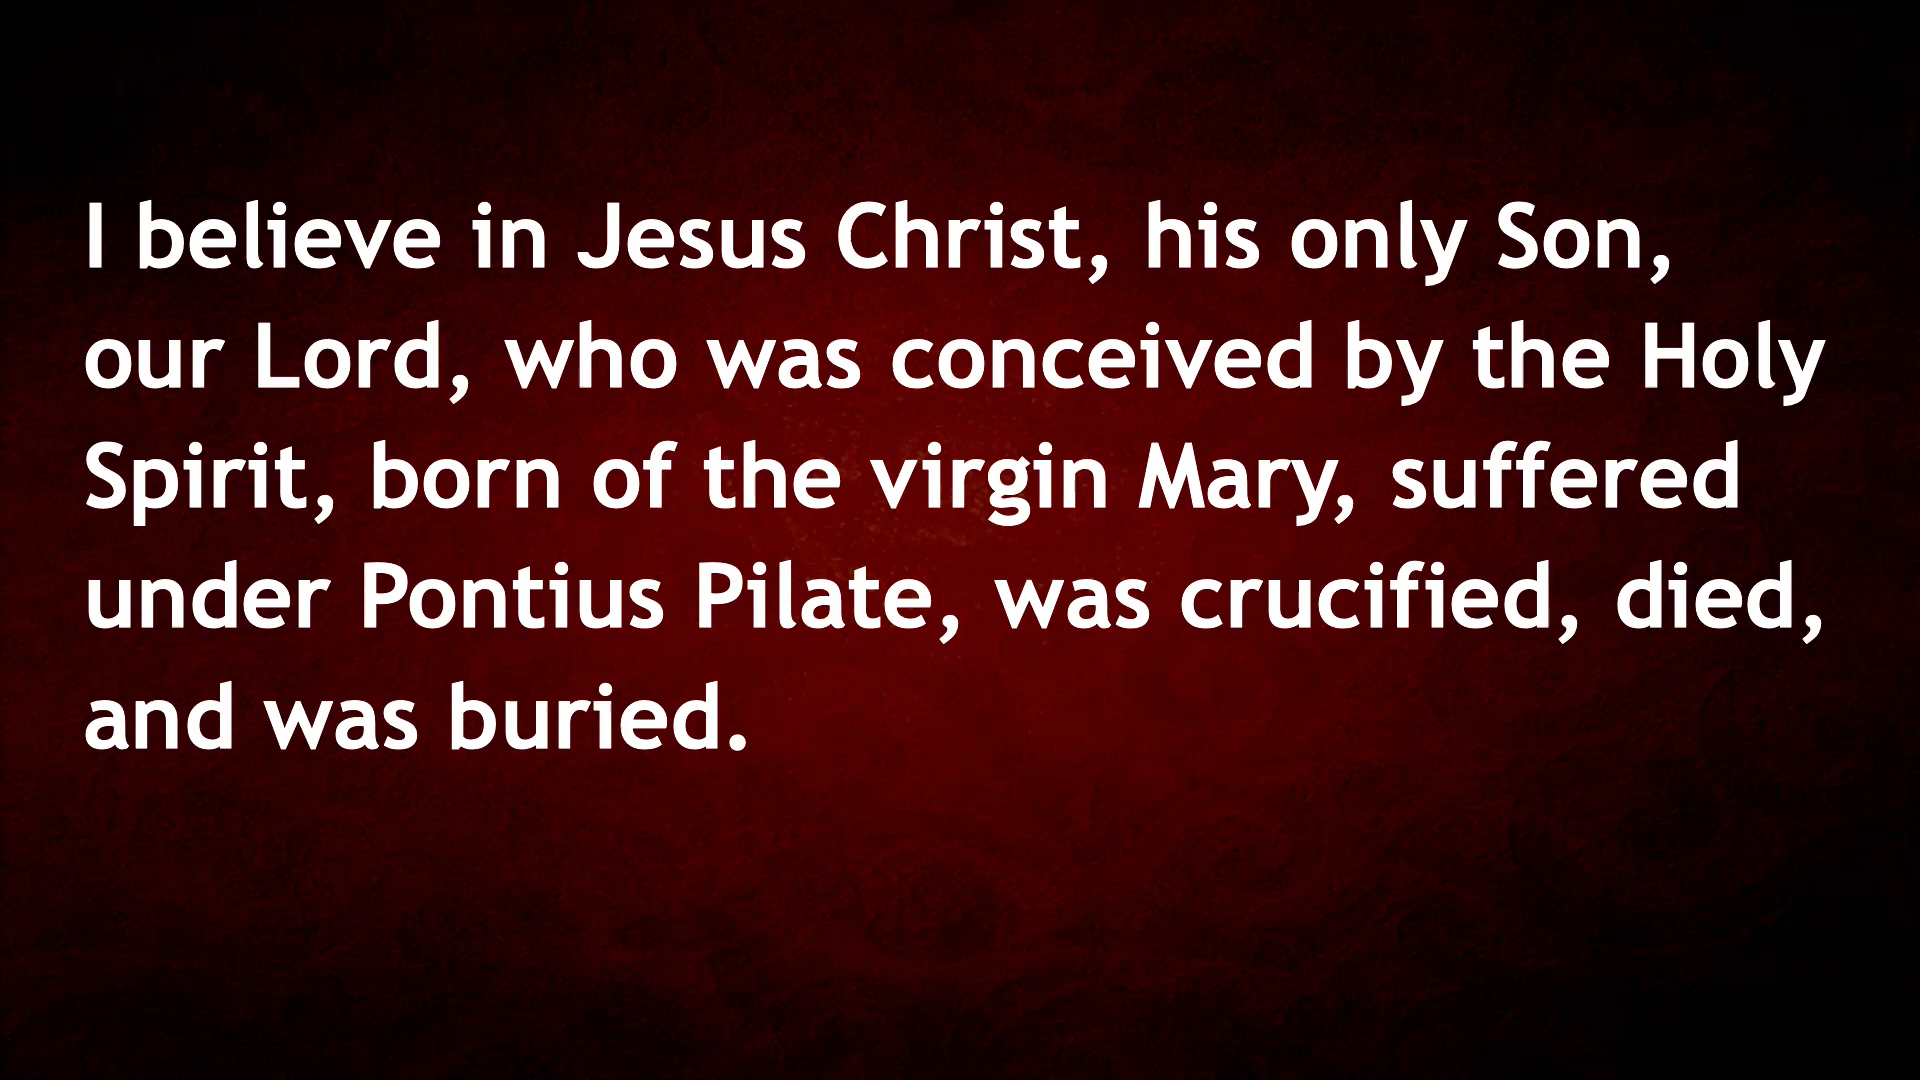 I believe in Jesus Christ, his only Son,
our Lord, who was conceived by the Holy
Spirit, born of the virgin Mary, suffered
under Pontius Pilate, was crucified, died,
and was buried.